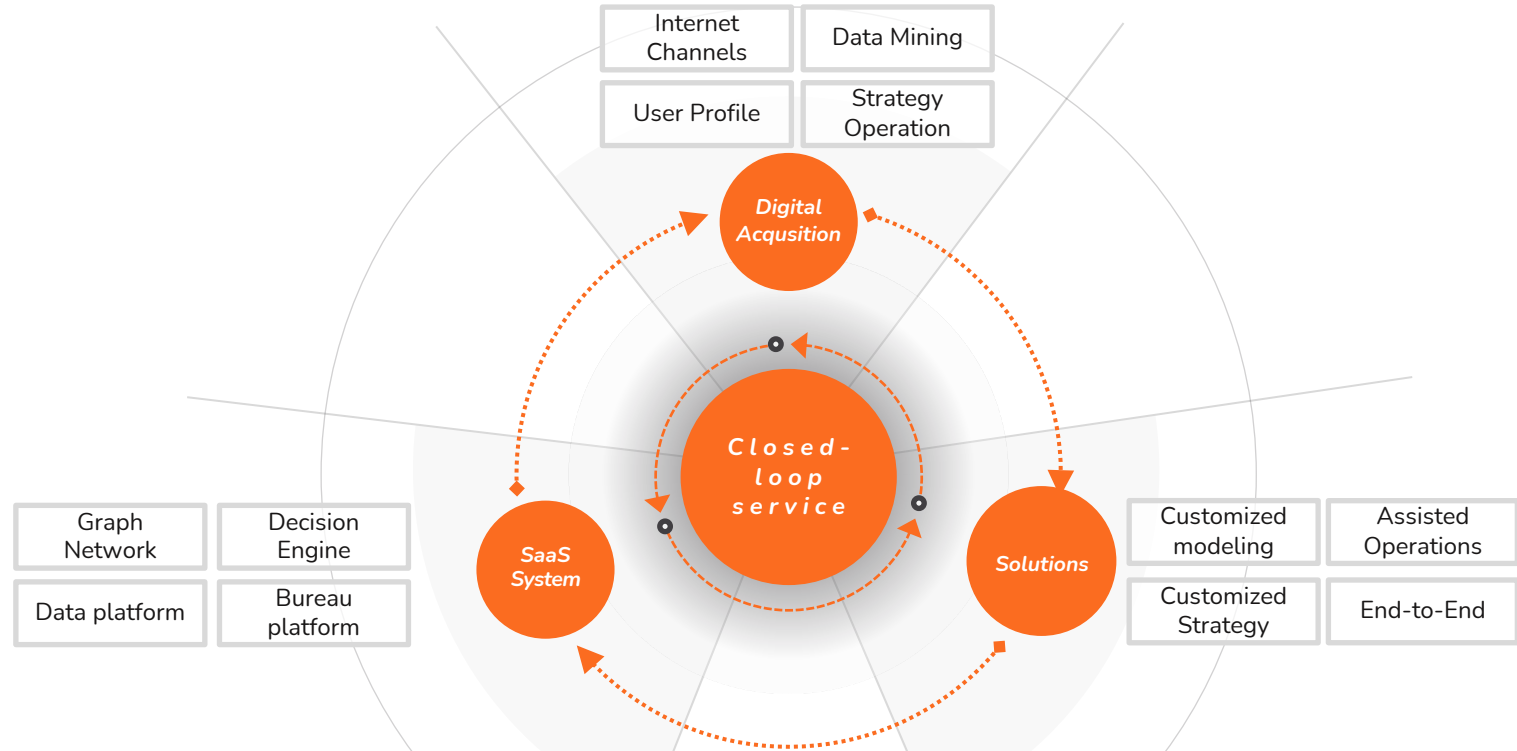 Internet
Channels
Data Mining
User Profile
Strategy
Operation
Digital
Acqusition
Closed-
loop
service
Graph
Network
Decision
Engine
Data platform
Bureau
platform
SaaS
System
Solutions
Customized
modeling
Assisted
Operations
Customized
Strategy
End-to-End